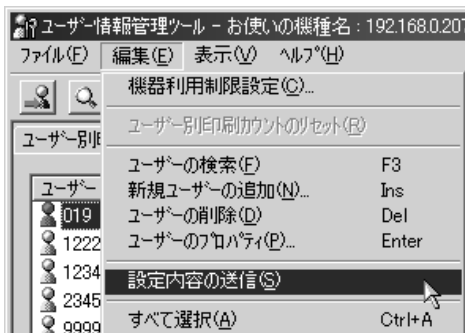 ユーザー情報管理ツール - お使いの機種名 : 192.168.0.207
ファイル(F) 編集(E) 表示(V) ヘルプ(H)
機器利用制限設定(C)...
ユーザー別印刷カウントのリセット(R)
ユーザー別
ユーザーの検索(F) F3
新規ユーザーの追加(N)... Ins
ユーザーの削除(D) Del
ユーザーのプロパティ(P)... Enter
設定内容の送信(S)
すべて選択(A) Ctrl+A
ユーザー
019
1222
1234
2345
9999